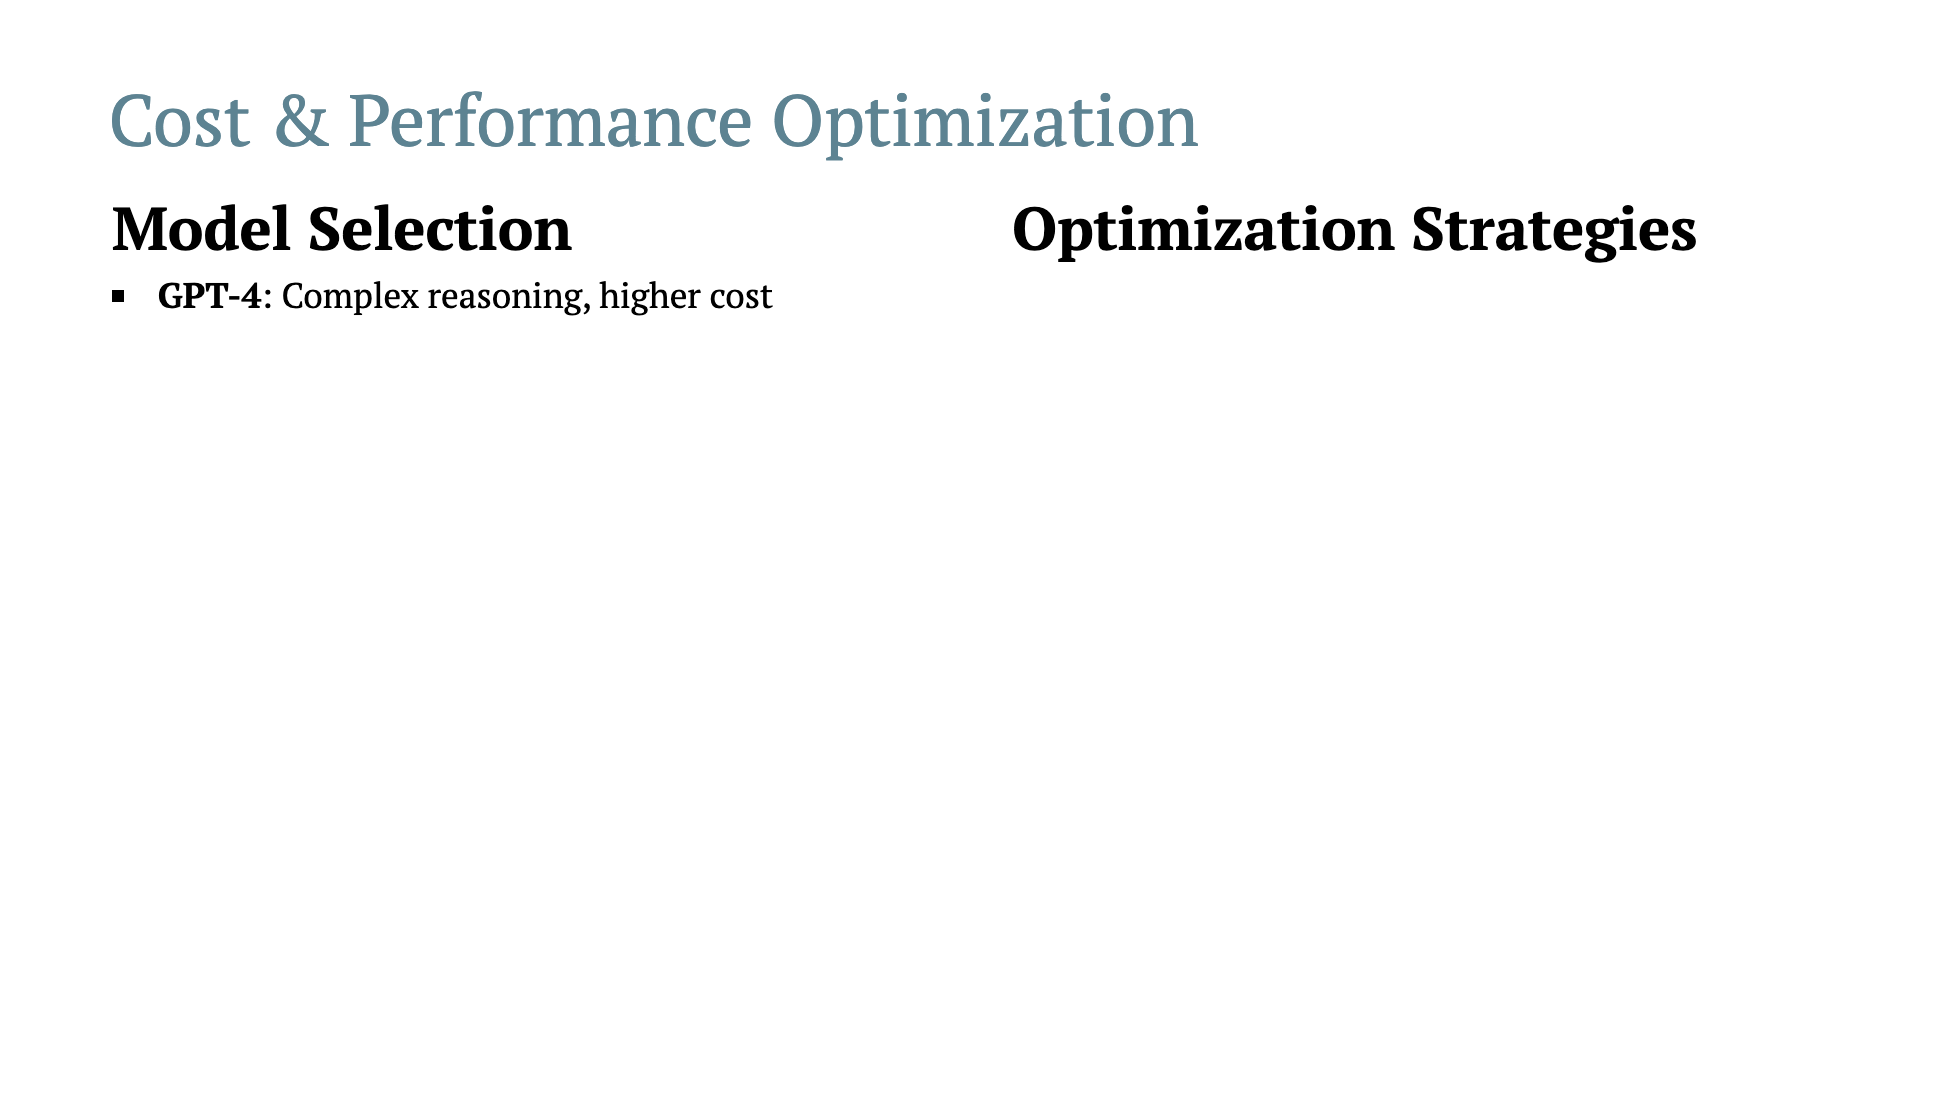 Cost & Performance Optimization
Model Selection
GPT-4: Complex reasoning, higher cost
Optimization Strategies